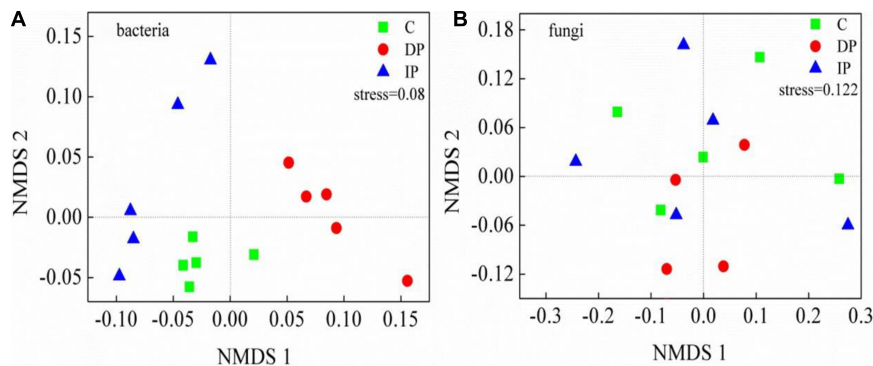 A
bacteria
C
DP
IP
stress=0.08
0.15
0.10
0.05
0.00
-0.05
NMDS 2
-0.10 -0.05 0.00 0.05 0.10 0.15
NMDS 1
B
fungi
C
DP
IP
stress=0.122
0.18
0.12
0.06
0.00
-0.06
-0.12
NMDS 2
-0.3 -0.2 -0.1 0.0 0.1 0.2 0.3
NMDS 1